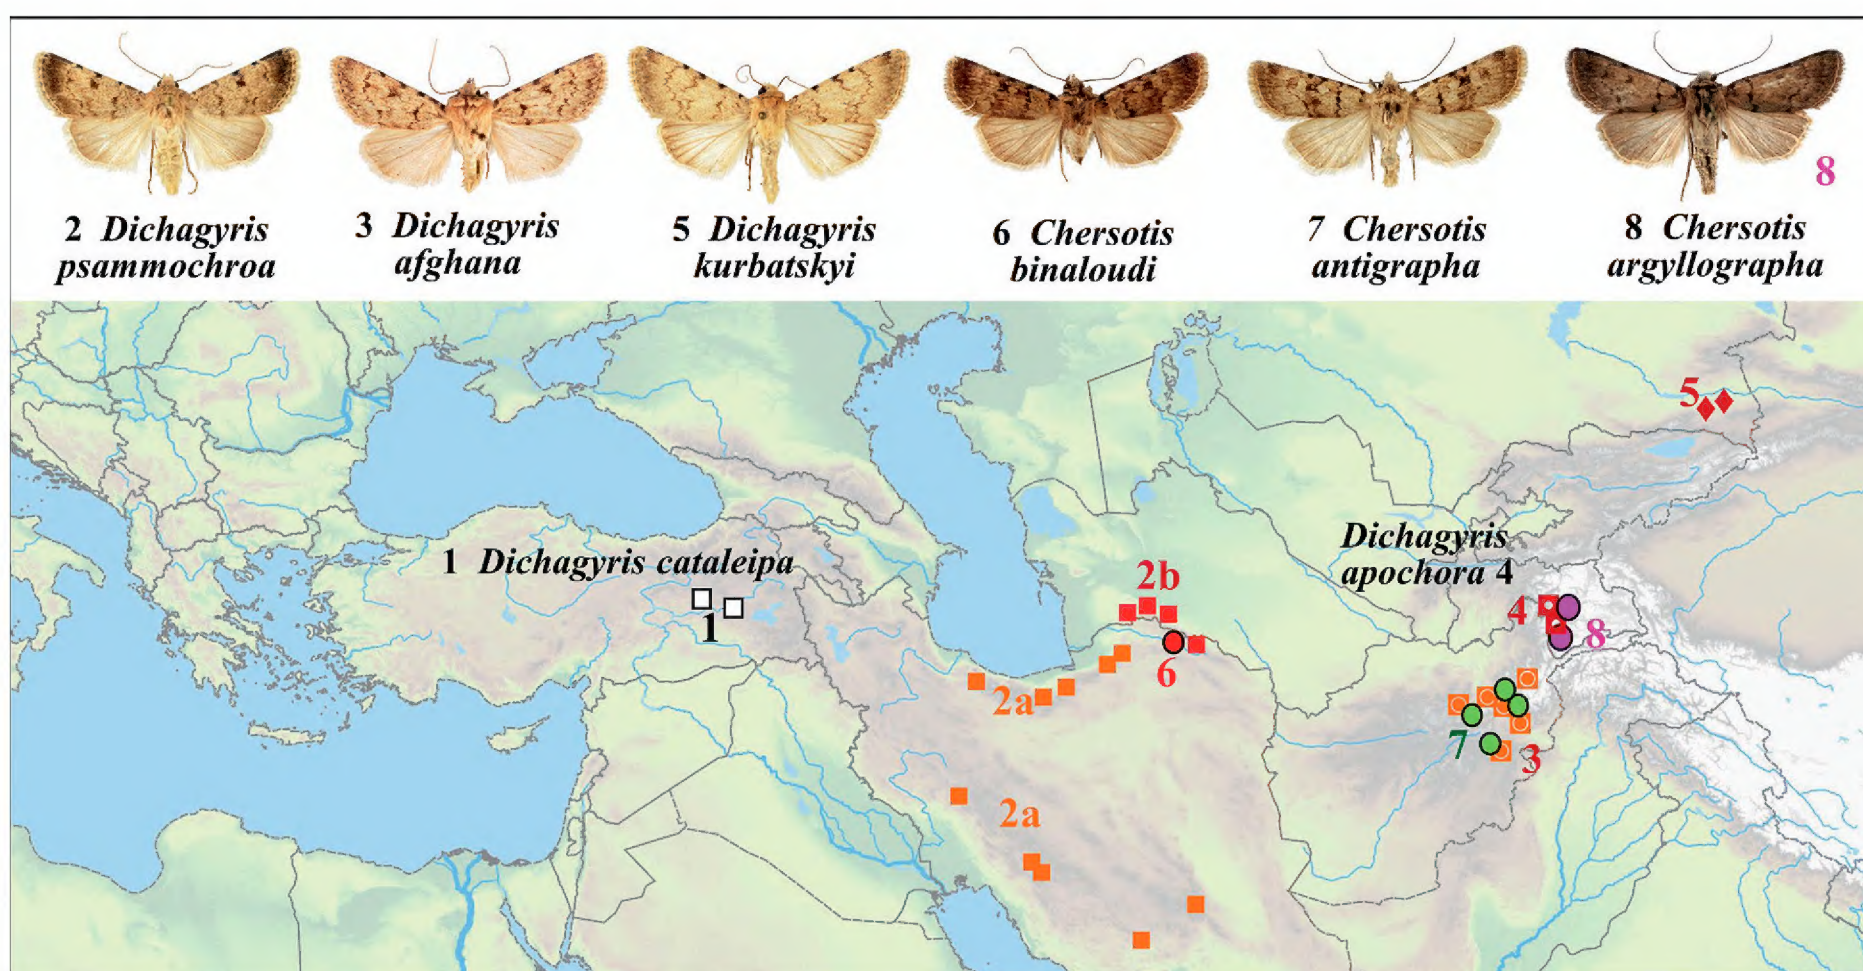 8
2 Dichagyris
psammochroa
3 Dichagyris
afghana
5 Dichagyris
kurbatskyi
6 Chersotis
binaloudi
7 Chersotis
antigrapha
8 Chersotis
argyllographa
5
Dichagyris
apochora 4
1 Dichagyris cataleipa
2b
4
1
8
6
2a
7
3
2a